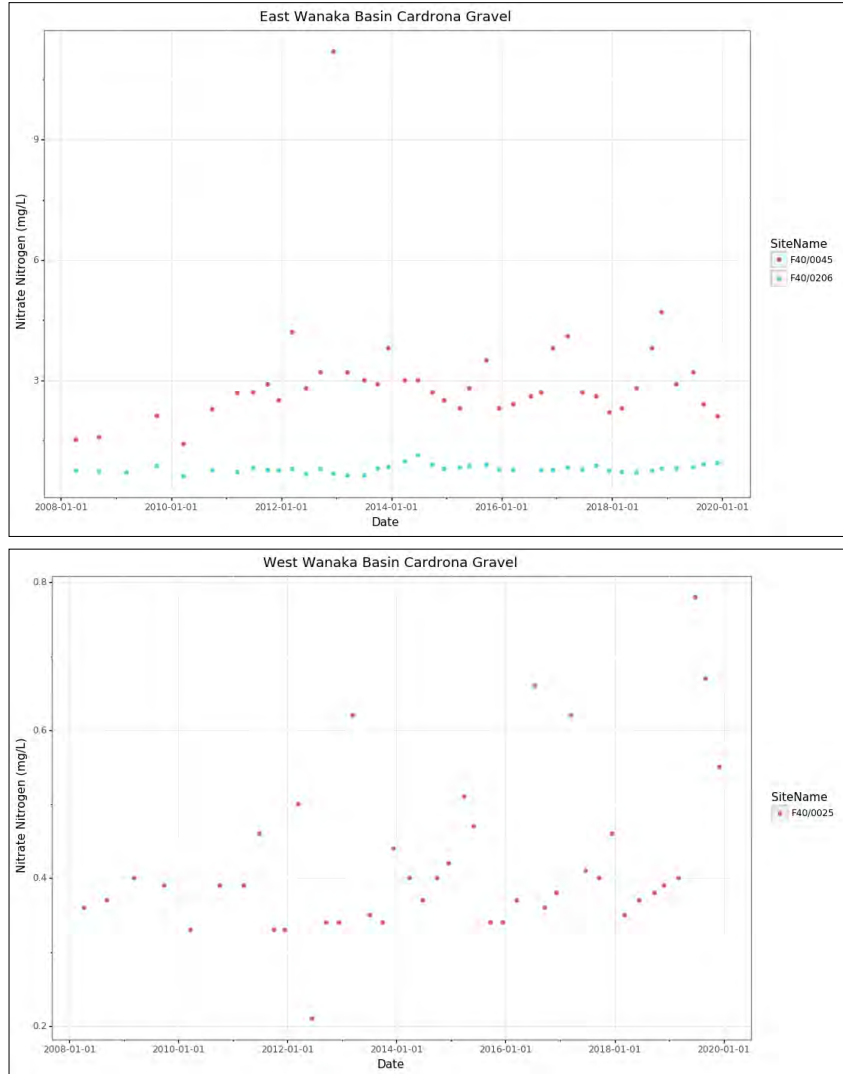 East Wanaka Basin Cardrona Gravel
9
6
3
Nitrate Nitrogen (mg/L)
2008-01-01 2010-01-01 2012-01-01 2014-01-01 2016-01-01 2018-01-01 2020-01-01
Date
SiteName
F40/0045
F40/0206
West Wanaka Basin Cardrona Gravel
0.8
0.6
0.4
0.2
Nitrate Nitrogen (mg/L)
2008-01-01 2010-01-01 2012-01-01 2014-01-01 2016-01-01 2018-01-01 2020-01-01
Date
SiteName
F40/0025